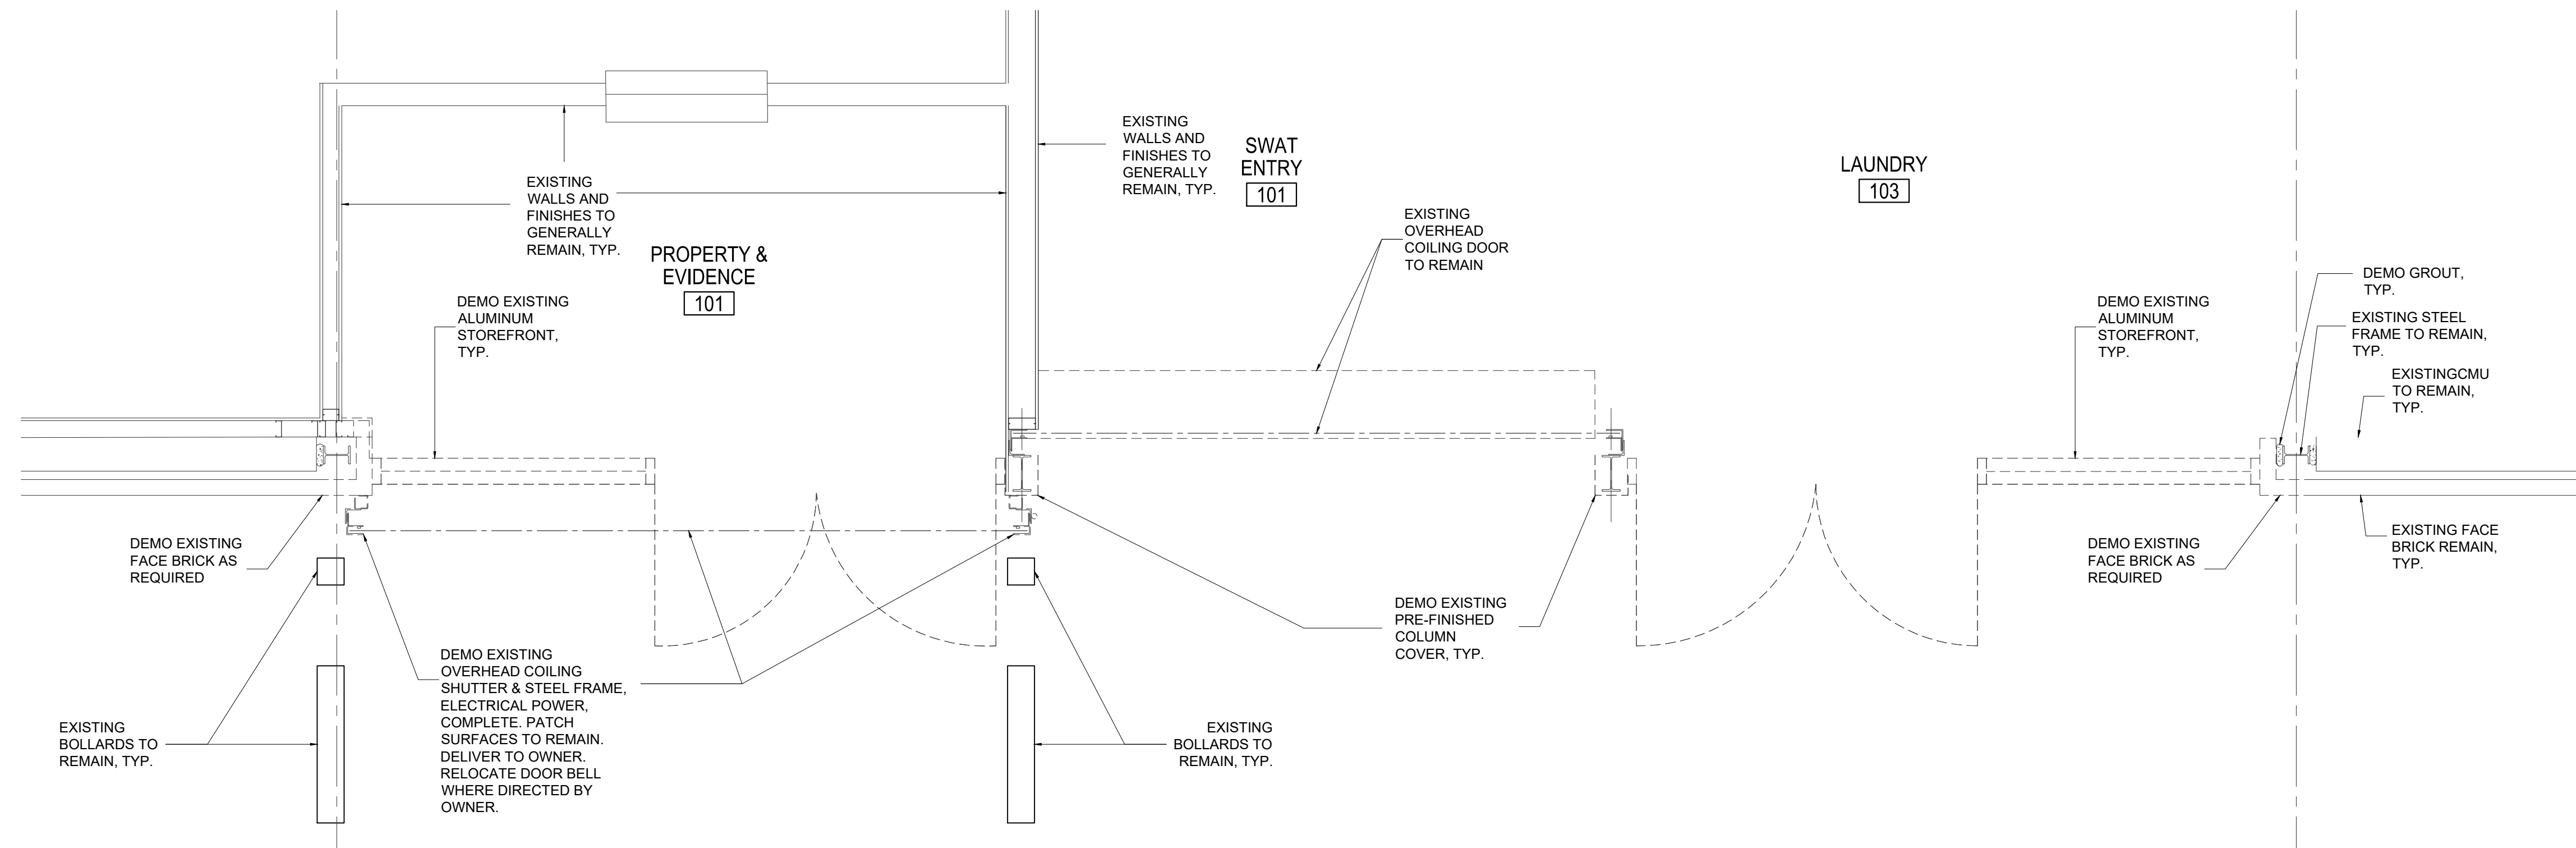 EXISTING
WALLS AND
FINISHES TO
GENERALLY
REMAIN, TYP.
SWAT
ENTRY
101
LAUNDRY
103
EXISTING
WALLS AND
FINISHES TO
GENERALLY
REMAIN, TYP.
PROPERTY &
EVIDENCE
101
EXISTING
OVERHEAD
COILING DOOR
TO REMAIN
DEMO EXISTING
ALUMINUM
STOREFRONT,
TYP.
DEMO EXISTING
ALUMINUM
STOREFRONT,
TYP.
DEMO GROUT,
TYP.
EXISTING STEEL
FRAME TO REMAIN,
TYP.
EXISTINGCMU
TO REMAIN,
TYP.
DEMO EXISTING
FACE BRICK AS
REQUIRED
DEMO EXISTING
FACE BRICK AS
REQUIRED
EXISTING FACE
BRICK REMAIN,
TYP.
DEMO EXISTING
PRE-FINISHED
COLUMN
COVER, TYP.
DEMO EXISTING
OVERHEAD COILING
SHUTTER & STEEL FRAME,
ELECTRICAL POWER,
COMPLETE. PATCH
SURFACES TO REMAIN.
DELIVER TO OWNER.
RELOCATE DOOR BELL
WHERE DIRECTED BY
OWNER.
EXISTING
BOLLARDS TO
REMAIN, TYP.
EXISTING
BOLLARDS TO
REMAIN, TYP.